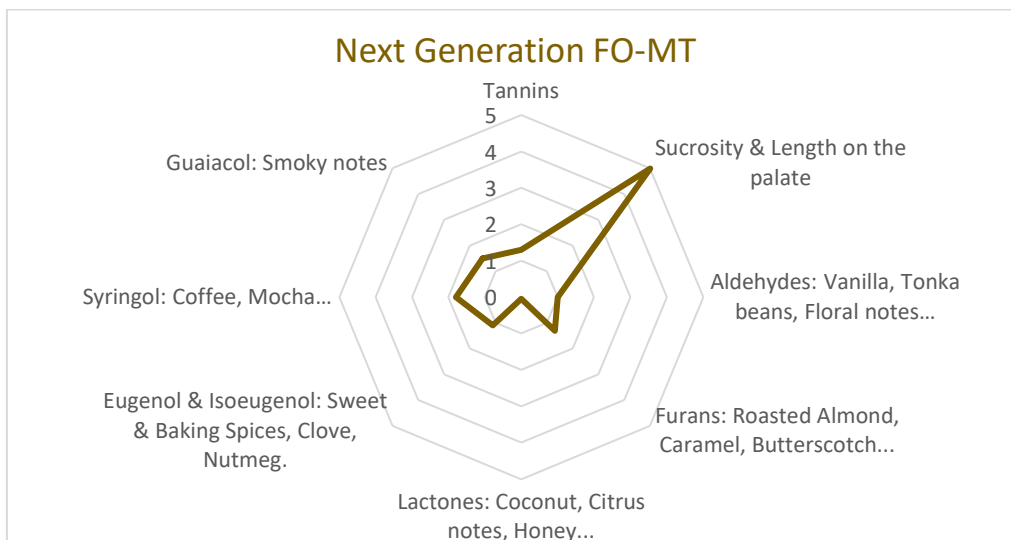 Next Generation FO-MT
Tannins
5
4
3
2
1
0
Sucrosity & Length on the
palate
Aldehydes: Vanilla, Tonka
beans, Floral notes…
Furans: Roasted Almond,
Caramel, Butterscotch...
Lactones: Coconut, Citrus
notes, Honey...
Eugenol & Isoeugenol: Sweet
& Baking Spices, Clove,
Nutmeg.
Syringol: Coffee, Mocha…
Guaiacol: Smoky notes